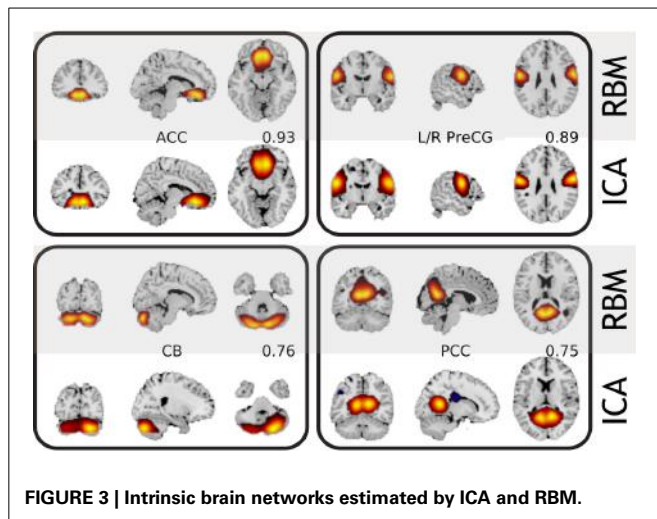 RBM
ACC 0.93
L/R PreCG 0.89
ICA
RBM
CB 0.76
PCC 0.75
ICA
FIGURE 3 | Intrinsic brain networks estimated by ICA and RBM.